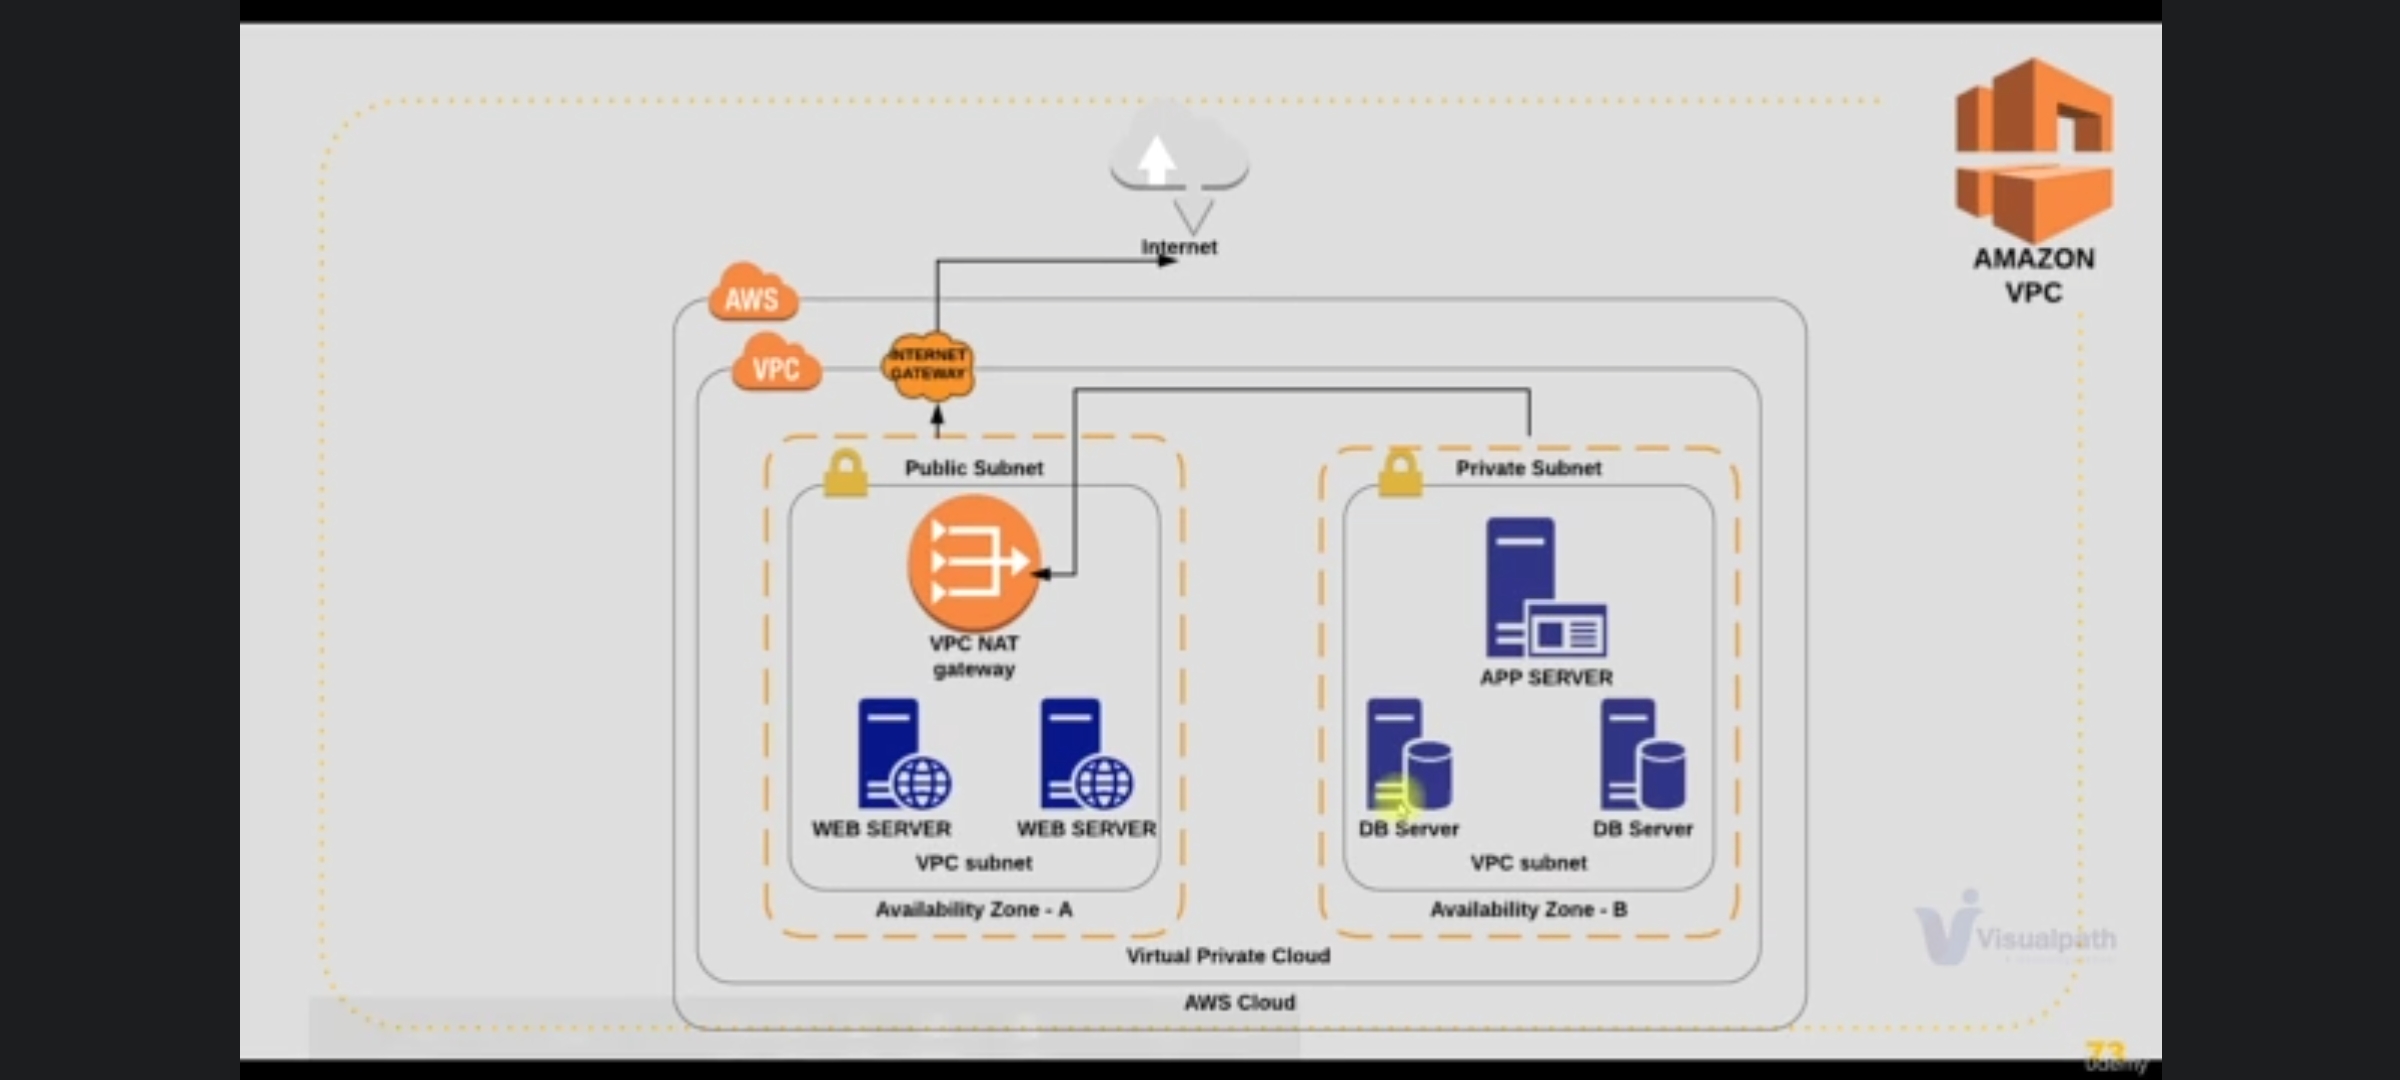 AMAZON
VPC
Internet
AWS
VPC
INTERNET
GATEWAY
Public Subnet
Private Subnet
VPC NAT
gateway
APP SERVER
WEB SERVER
WEB SERVER
DB Server
DB Server
VPC subnet
VPC subnet
Availability Zone - A
Availability Zone - B
Virtual Private Cloud
AWS Cloud
Visualpath
73
Udemy